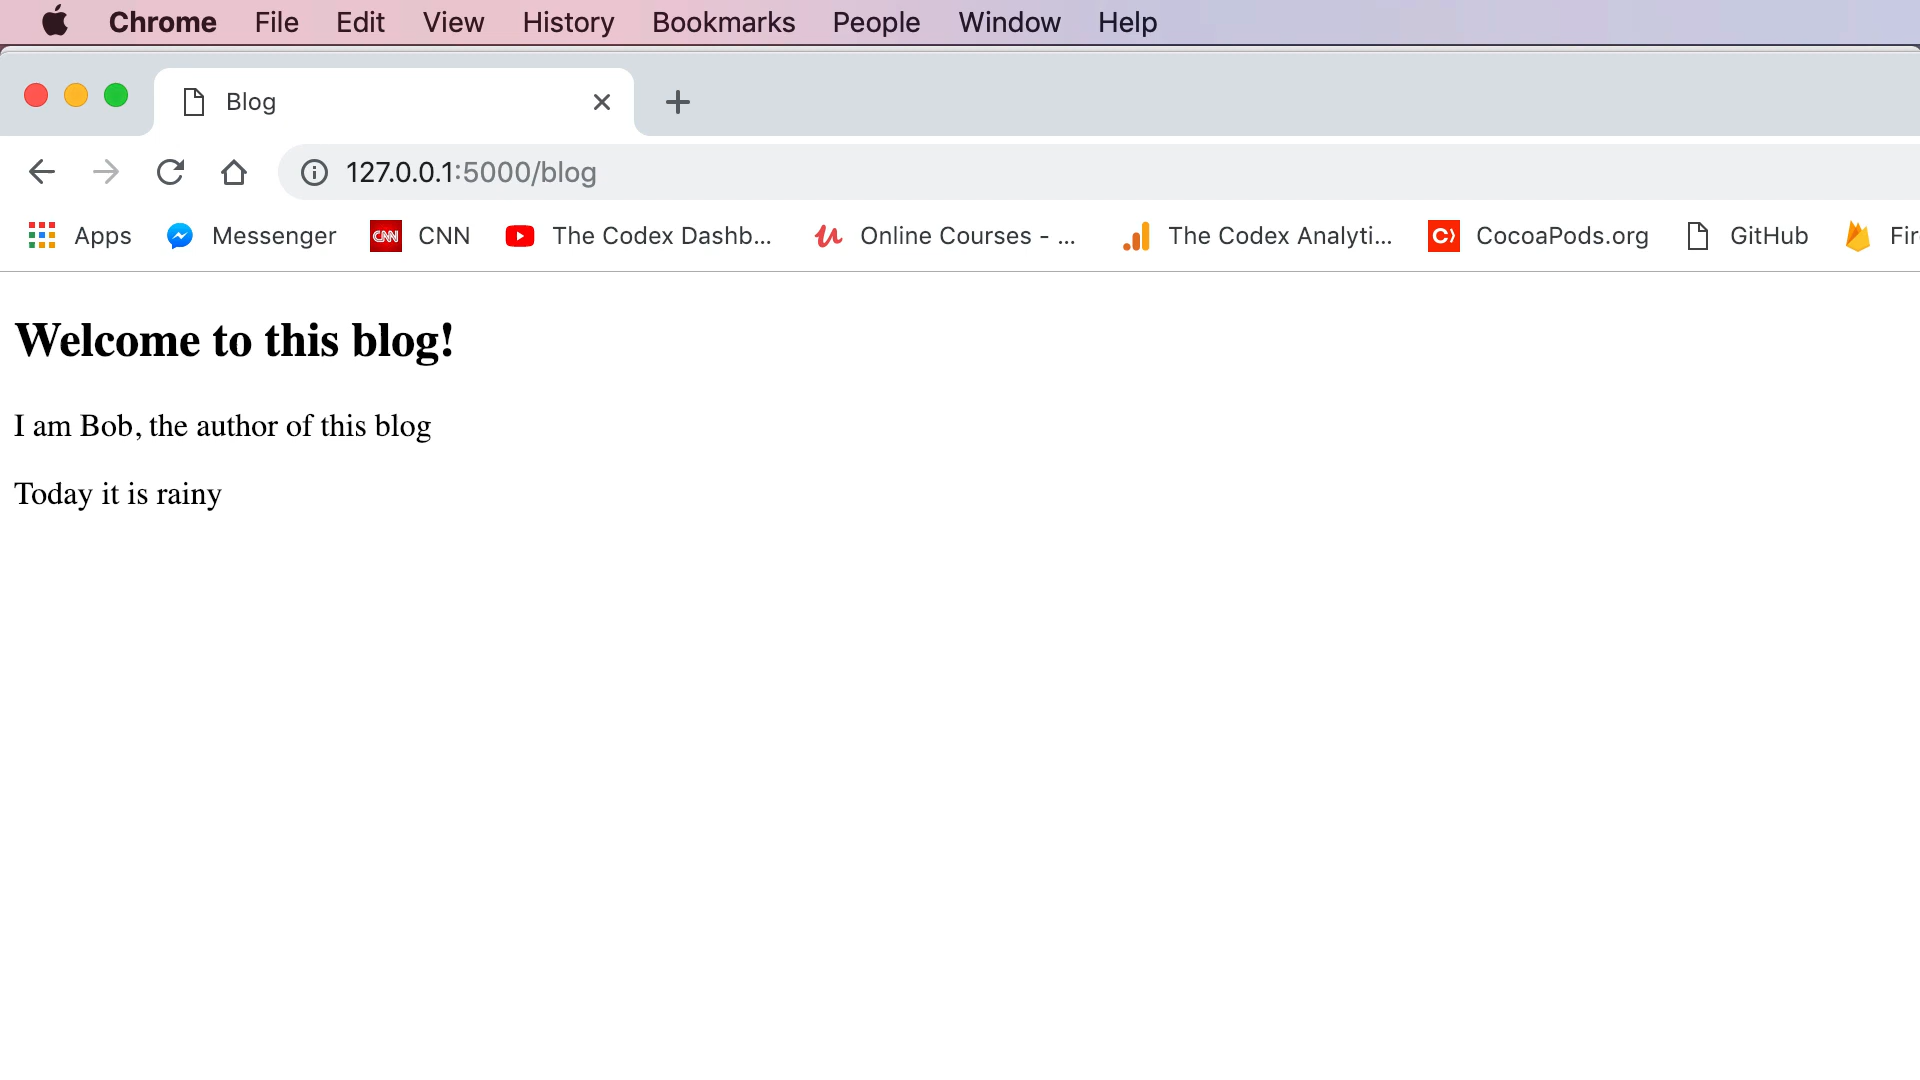 Chrome File Edit View History Bookmarks People Window Help
Blog
127.0.0.1:5000/blog
Apps Messenger CNN CNN The Codex Dashb... Online Courses - ... The Codex Analyti... C CocoaPods.org GitHub Fir
Welcome to this blog!
I am Bob, the author of this blog
Today it is rainy